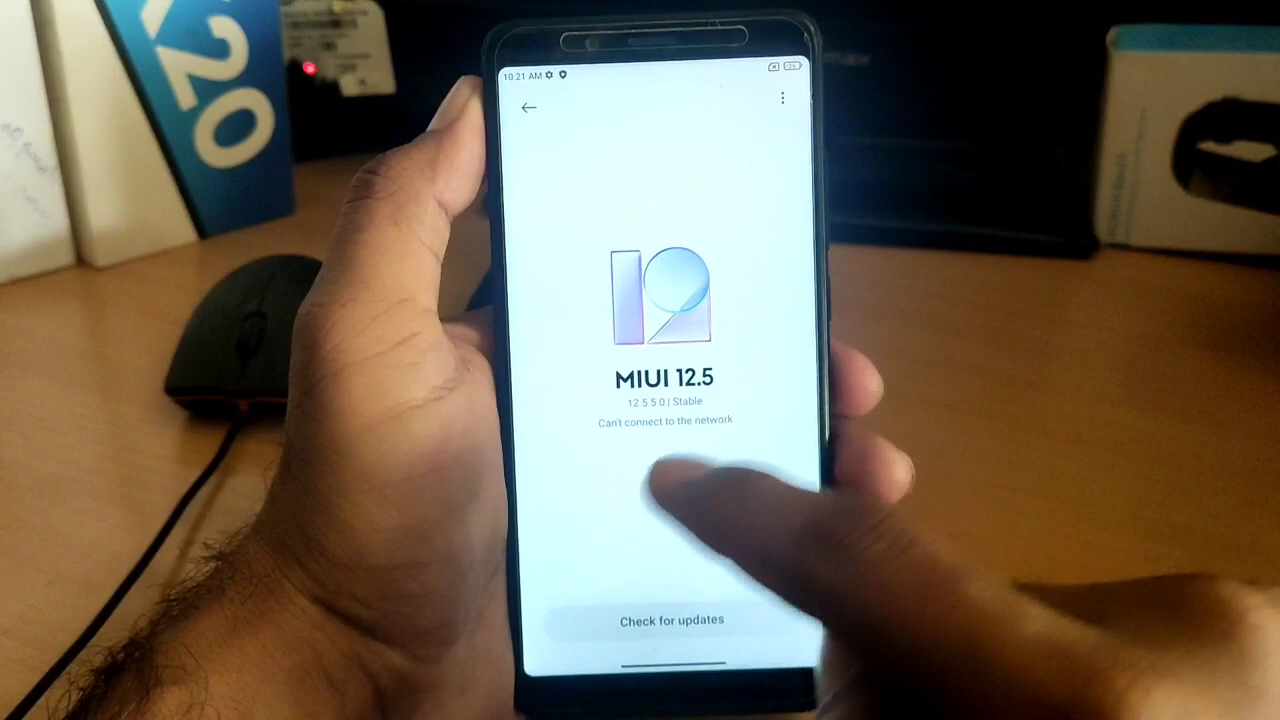 K20
10:21 AM
MIUI 12.5
12.5.5.0 | Stable
Can't connect to the network
Check for updates